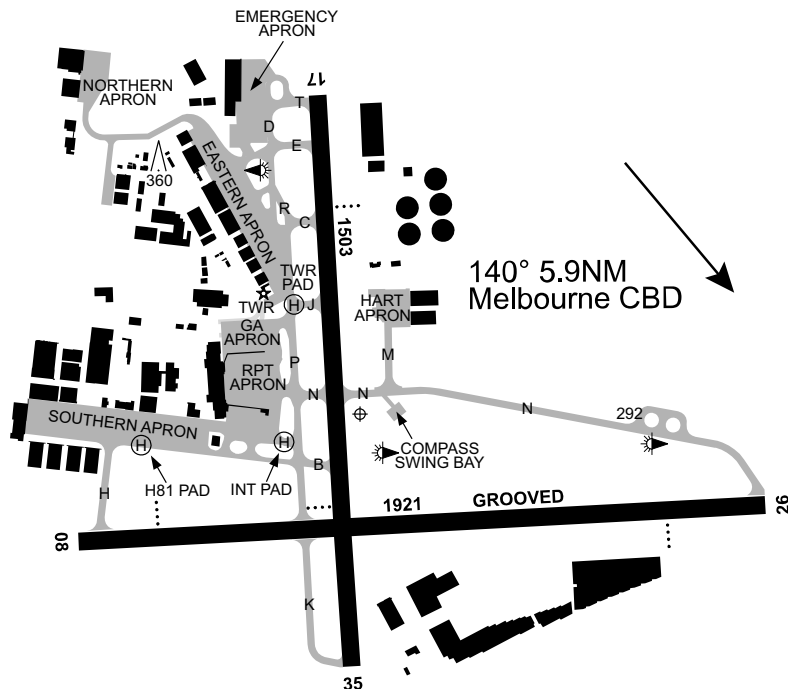 EMERGENCY
APRON
NORTHERN
APRON
17
T
D
E
EASTERN APRON
360
R
C
1503
140° 5.9NM
Melbourne CBD
TWR
PAD
H
J
TWR
HART
APRON
GA
APRON
P
M
RPT
APRON
N
N
N
292
SOUTHERN APRON
H
H
B
COMPASS
SWING BAY
H
H81 PAD
INT PAD
1921
GROOVED
26
08
K
35